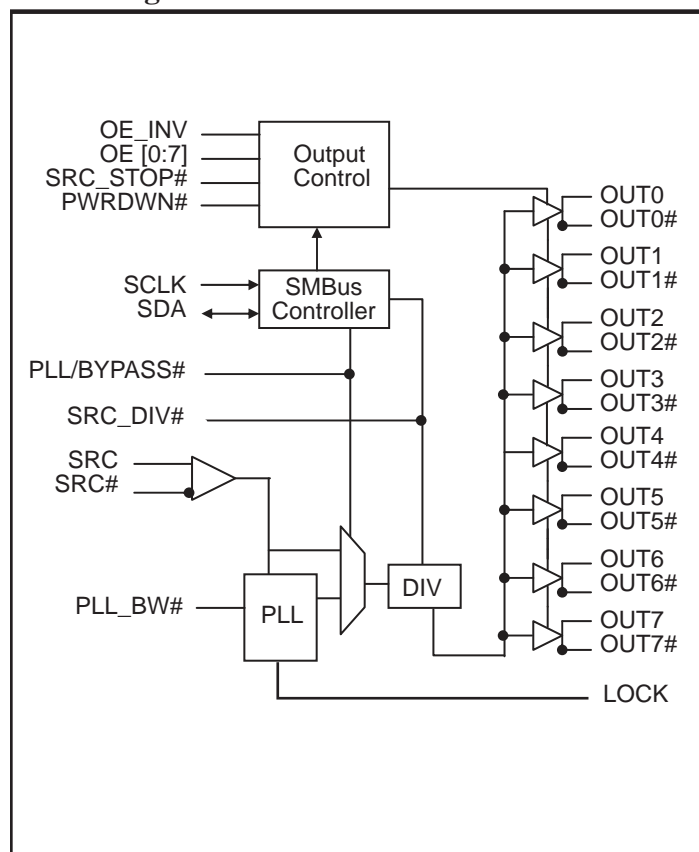 OE_INV
OE [0:7]
SRC_STOP#
PWRDWN#
Output
Control
SCLK
SDA
SMBus
Controller
PLL/BYPASS#
SRC_DIV#
SRC
SRC#
PLL_BW#
PLL
DIV
OUT0
OUT0#
OUT1
OUT1#
OUT2
OUT2#
OUT3
OUT3#
OUT4
OUT4#
OUT5
OUT5#
OUT6
OUT6#
OUT7
OUT7#
LOCK